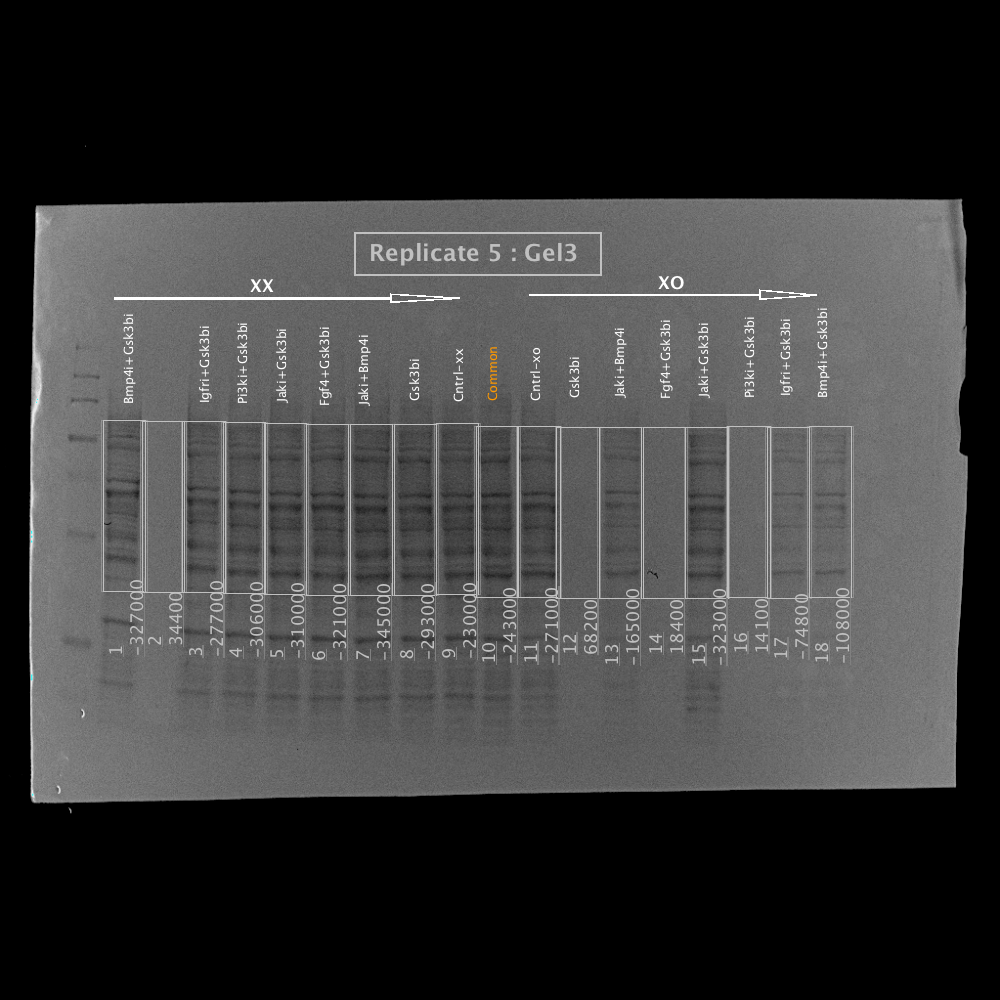 Replicate 5 : Gel3
XX
XO
Bmp4i+Gsk3bi
Igfri+Gsk3bi
Pi3ki+Gsk3bi
Jaki+Gsk3bi
Fgf4+Gsk3bi
Jaki+Bmp4i
Gsk3bi
Cntrl-xx
Common
Cntrl-xo
Gsk3bi
Jaki+Bmp4i
Fgf4+Gsk3bi
Jaki+Gsk3bi
Pi3ki+Gsk3bi
Igfri+Gsk3bi
Bmp4i+Gsk3bi
1
-327000
2
34400
3
-277000
4
-306000
5
-310000
6
-321000
7
-345000
8
-293000
9
-230000
10
-243000
11
-271000
12
68200
13
-165000
14
18400
15
-323000
16
14100
17
-74800
18
-108000